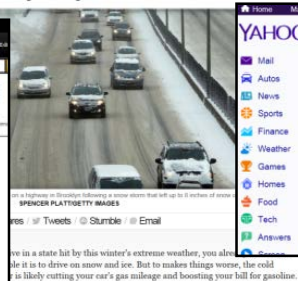 Home
YAHOO
Mail
Autos
News
Sports
Finance
Weather
Games
Homes
Food
Tech
Answers
on a highway in Brooklyn following a snow storm that left up to 8 inches of snow
SPENCER PLATT/GETTY IMAGES
Tweets / Stumble / Email
ve in a state hit by this winter's extreme weather, you
it is to drive on snow and ice. But to makes things worse, the cold
is likely cutting your car's gas mileage and boosting your bill for gasoline.